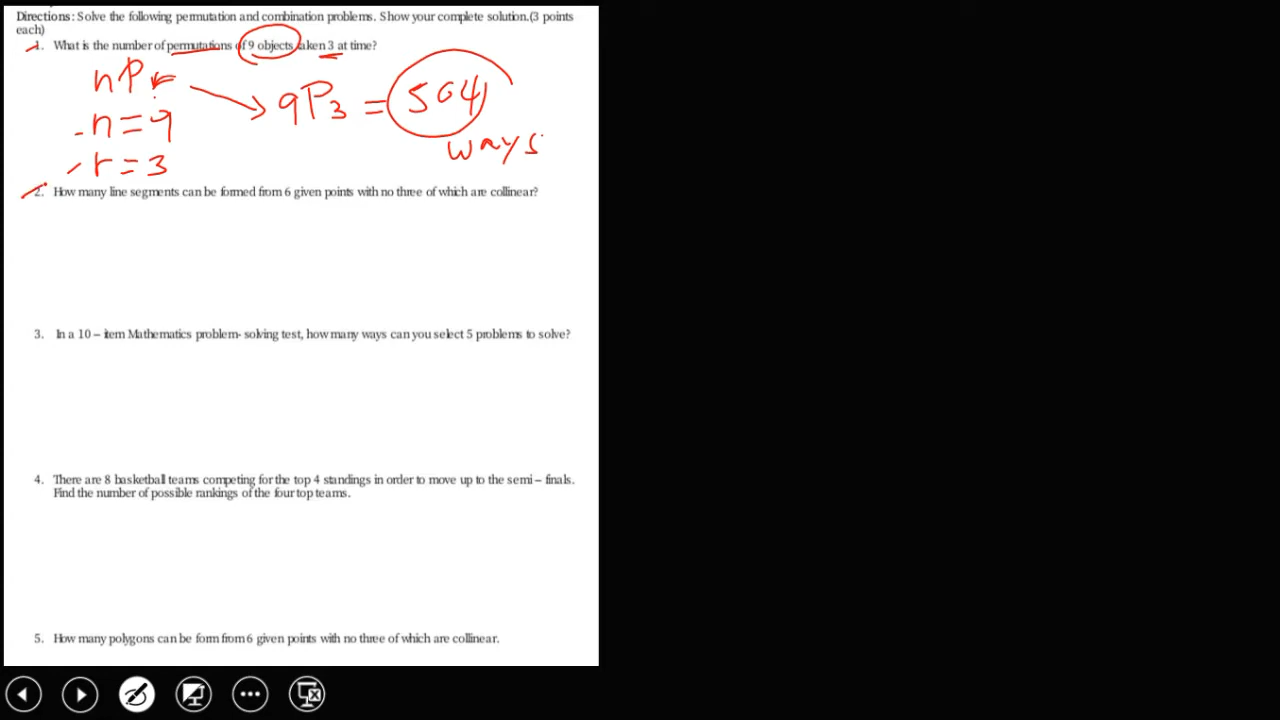 Directions: Solve the following permutation and combination problems. Show your complete solution.(3 points
each)
1. What is the number of permutations of 9 objects taken 3 at time?
nPr
9P3 = 504
ways
- n = 9
- r = 3
2. How many line segments can be formed from 6 given points with no three of which are collinear?
3. In a 10 – item Mathematics problem- solving test, how many ways can you select 5 problems to solve?
4. There are 8 basketball teams competing for the top 4 standings in order to move up to the semi – finals.
Find the number of possible rankings of the four top teams.
5. How many polygons can be form from 6 given points with no three of which are collinear.